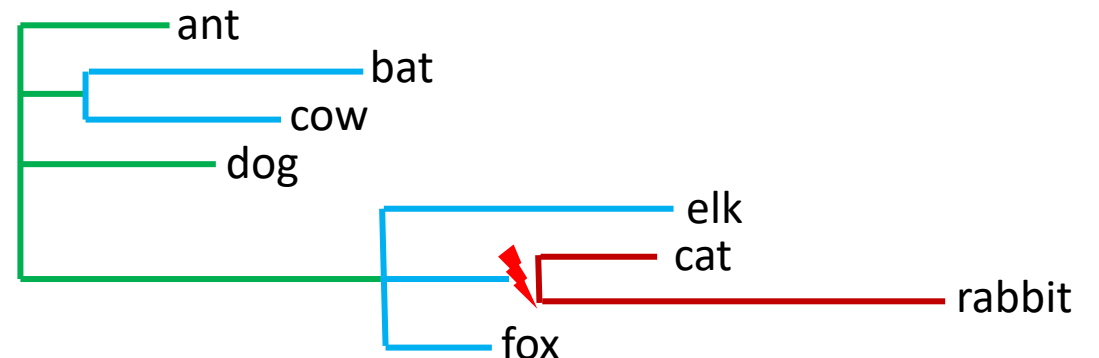 ant
bat
cow
dog
elk
cat
rabbit
fox